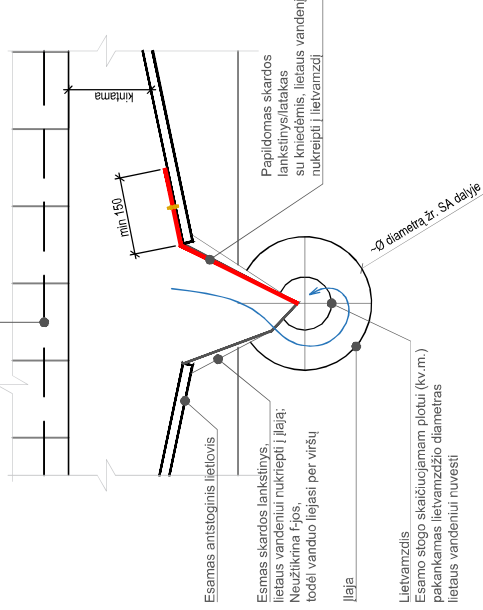 kintama
min 150
Papildomas skardos
lankstinys/latakas
su kniedėmis, lietaus vandenį
nukreipti į lietvamzdį
~Ø diametrą žr. SA dalyje
Esamas antstoginis lietlovis
Esmas skardos lankstinys,
lietaus vandeniui nukriepti į įlają;
Neužtikrina f-jos,
todėl vanduo liejasi per viršų
Įlaja
Lietvamzdis
Esamo stogo skaičiuojamam plotui (kv.m.)
pakankamas lietvamzdžio diametras
lietaus vandeniui nuvesti